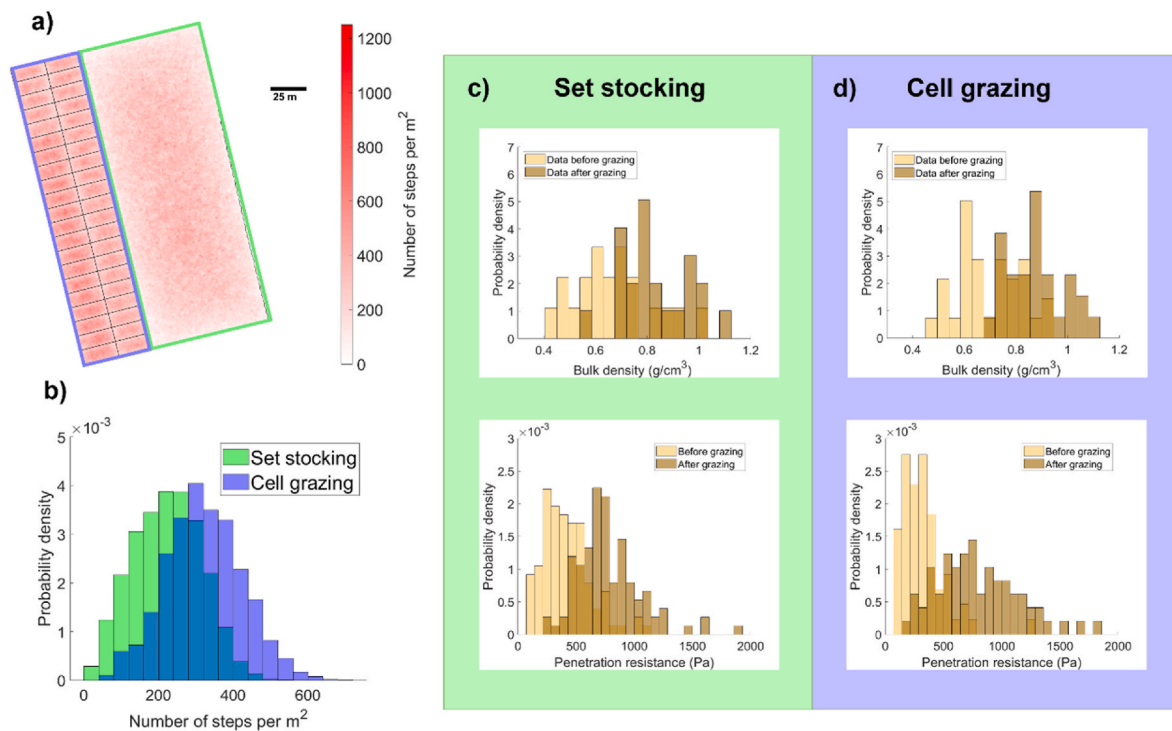 a)
25 m
1200
1000
800
600
400
200
0
Number of steps per m²
b)
×10⁻³
5
4
3
2
1
0
Probability density
Set stocking
Cell grazing
0 200 400 600
Number of steps per m²
c) Set stocking
7
6
5
4
3
2
1
0
Probability density
Data before grazing
Data after grazing
0.4 0.6 0.8 1 1.2
Bulk density (g/cm³)
×10⁻³
3
2.5
2
1.5
1
0.5
0
Probability density
Before grazing
After grazing
0 500 1000 1500 2000
Penetration resistance (Pa)
d) Cell grazing
7
6
5
4
3
2
1
0
Probability density
Data before grazing
Data after grazing
0.4 0.6 0.8 1 1.2
Bulk density (g/cm³)
×10⁻³
3
2.5
2
1.5
1
0.5
0
Probability density
Before grazing
After grazing
0 500 1000 1500 2000
Penetration resistance (Pa)